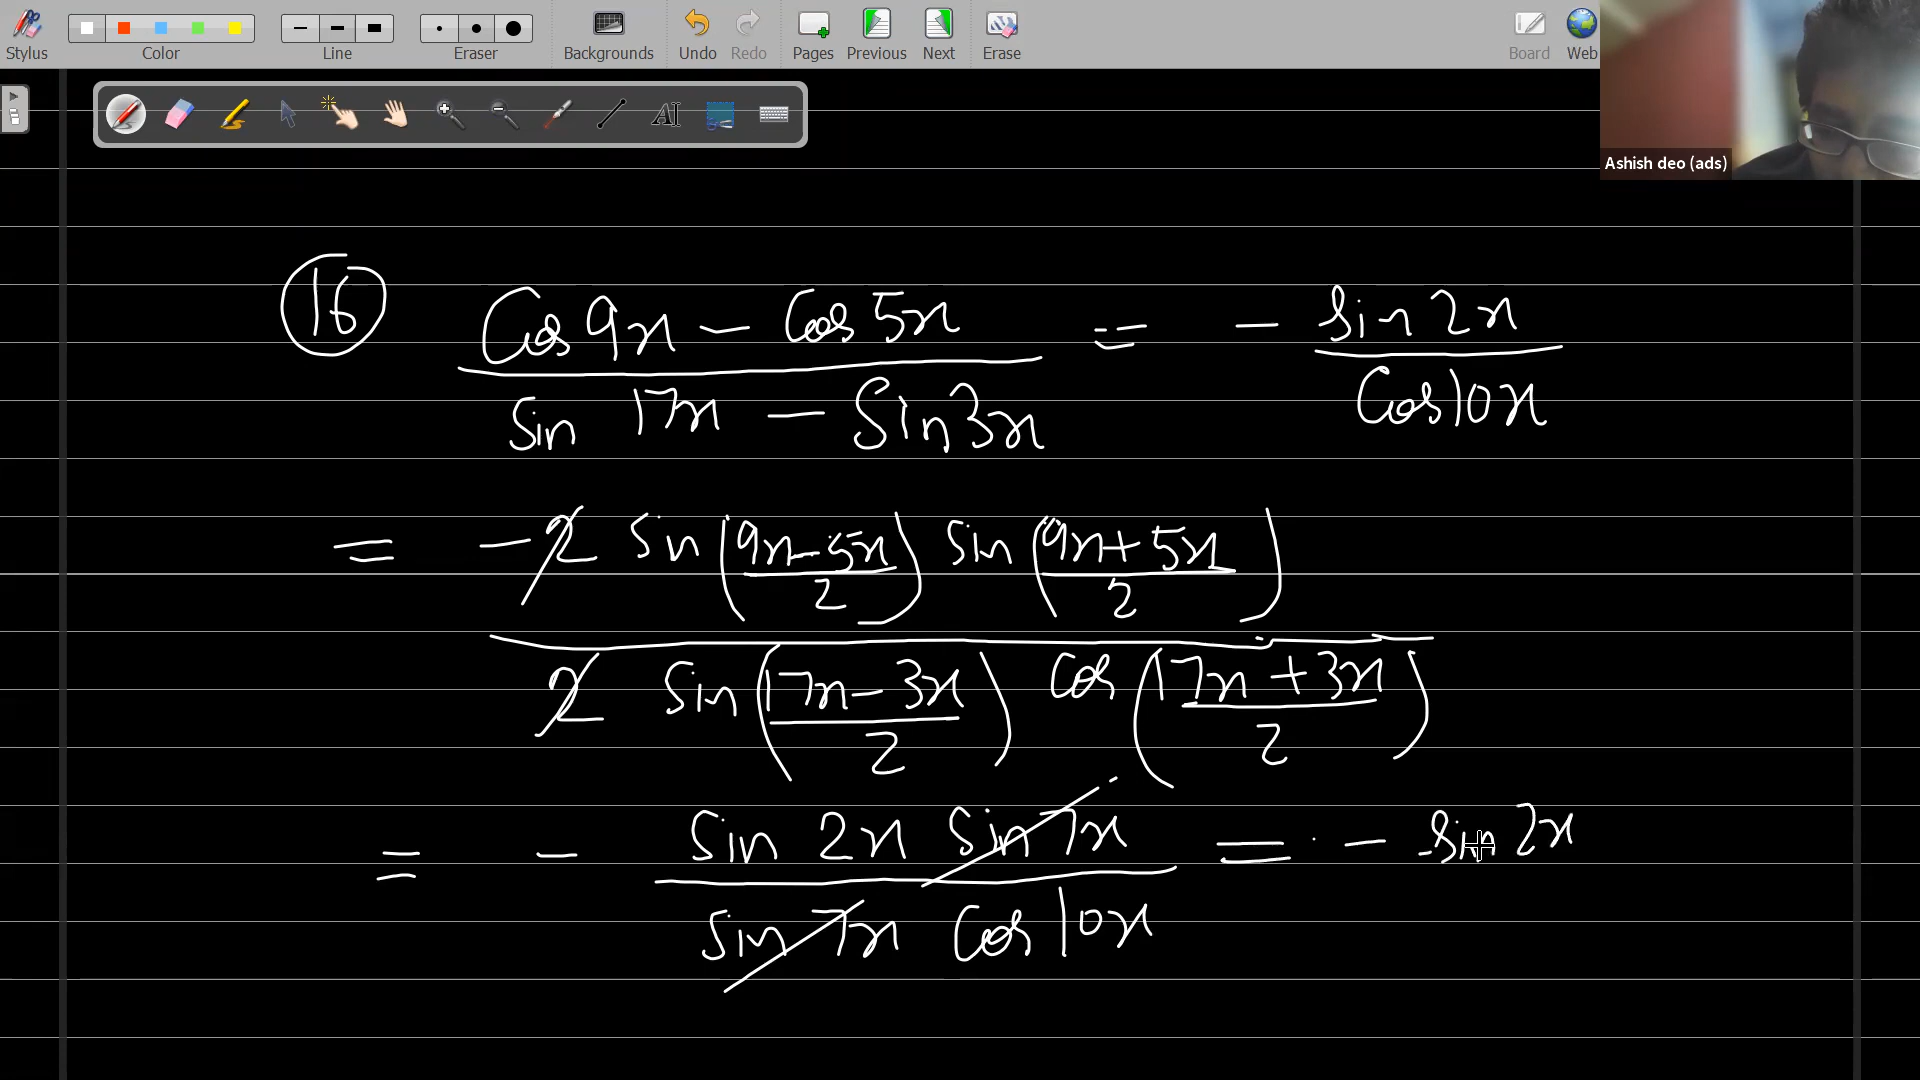 Stylus Color Line Eraser Backgrounds Undo Redo Pages Previous Next Erase Board Web
AI
Ashish deo (ads)
16 (Cos 9x - Cos 5x) / (Sin 17x - Sin 3x) = - Sin 2x / Cos 10x
= -2 Sin((9x-5x)/2) Sin((9x+5x)/2) / 2 Sin((17x-3x)/2) Cos((17x+3x)/2)
= - Sin 2x Sin 7x / Sin 7x Cos 10x = - Sin 2x